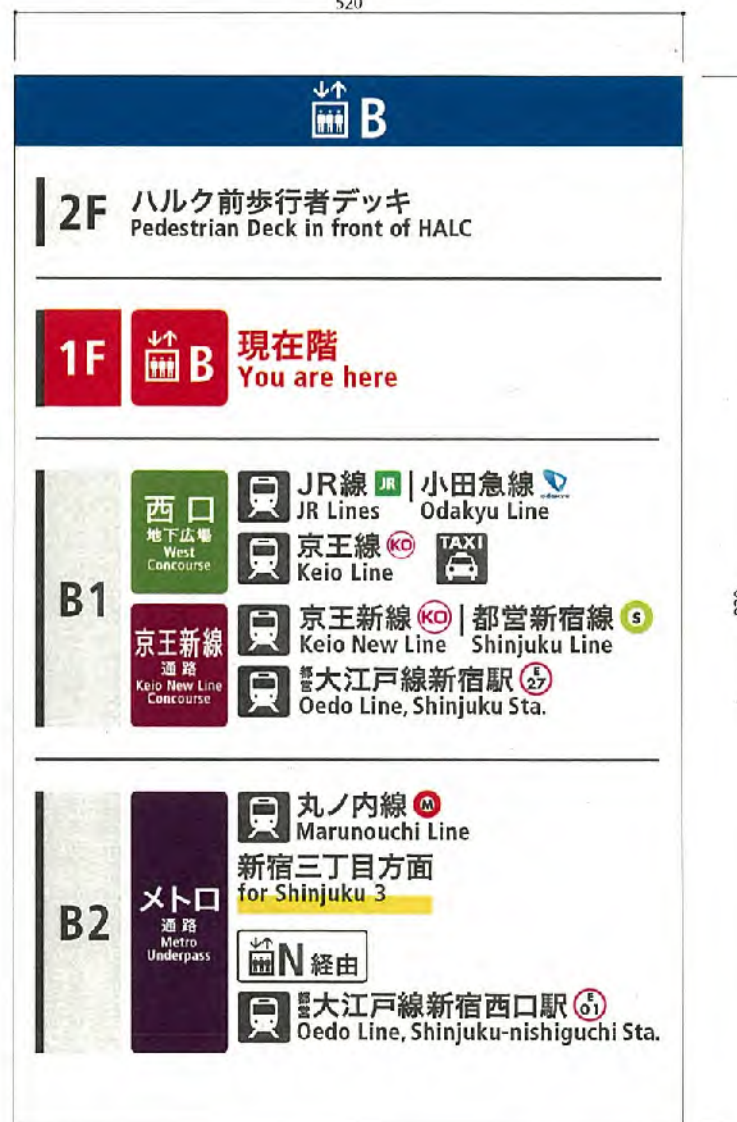 520
B
2F ハルク前歩行者デッキ
Pedestrian Deck in front of HALC
1F B 現在階
You are here
B1
西口
地下広場
West
Concourse
JR線 JR | 小田急線
JR Lines Odakyu Line
京王線 KO TAXI
Keio Line
京王新線
通路
Keio New Line
Concourse
京王新線 KO | 都営新宿線 S
Keio New Line Shinjuku Line
都営大江戸線新宿駅 E 27
Oedo Line, Shinjuku Sta.
B2
メトロ
通路
Metro
Underpass
丸ノ内線 M
Marunouchi Line
新宿三丁目方面
for Shinjuku 3
N 経由
都営大江戸線新宿西口駅 E 01
Oedo Line, Shinjuku-nishiguchi Sta.